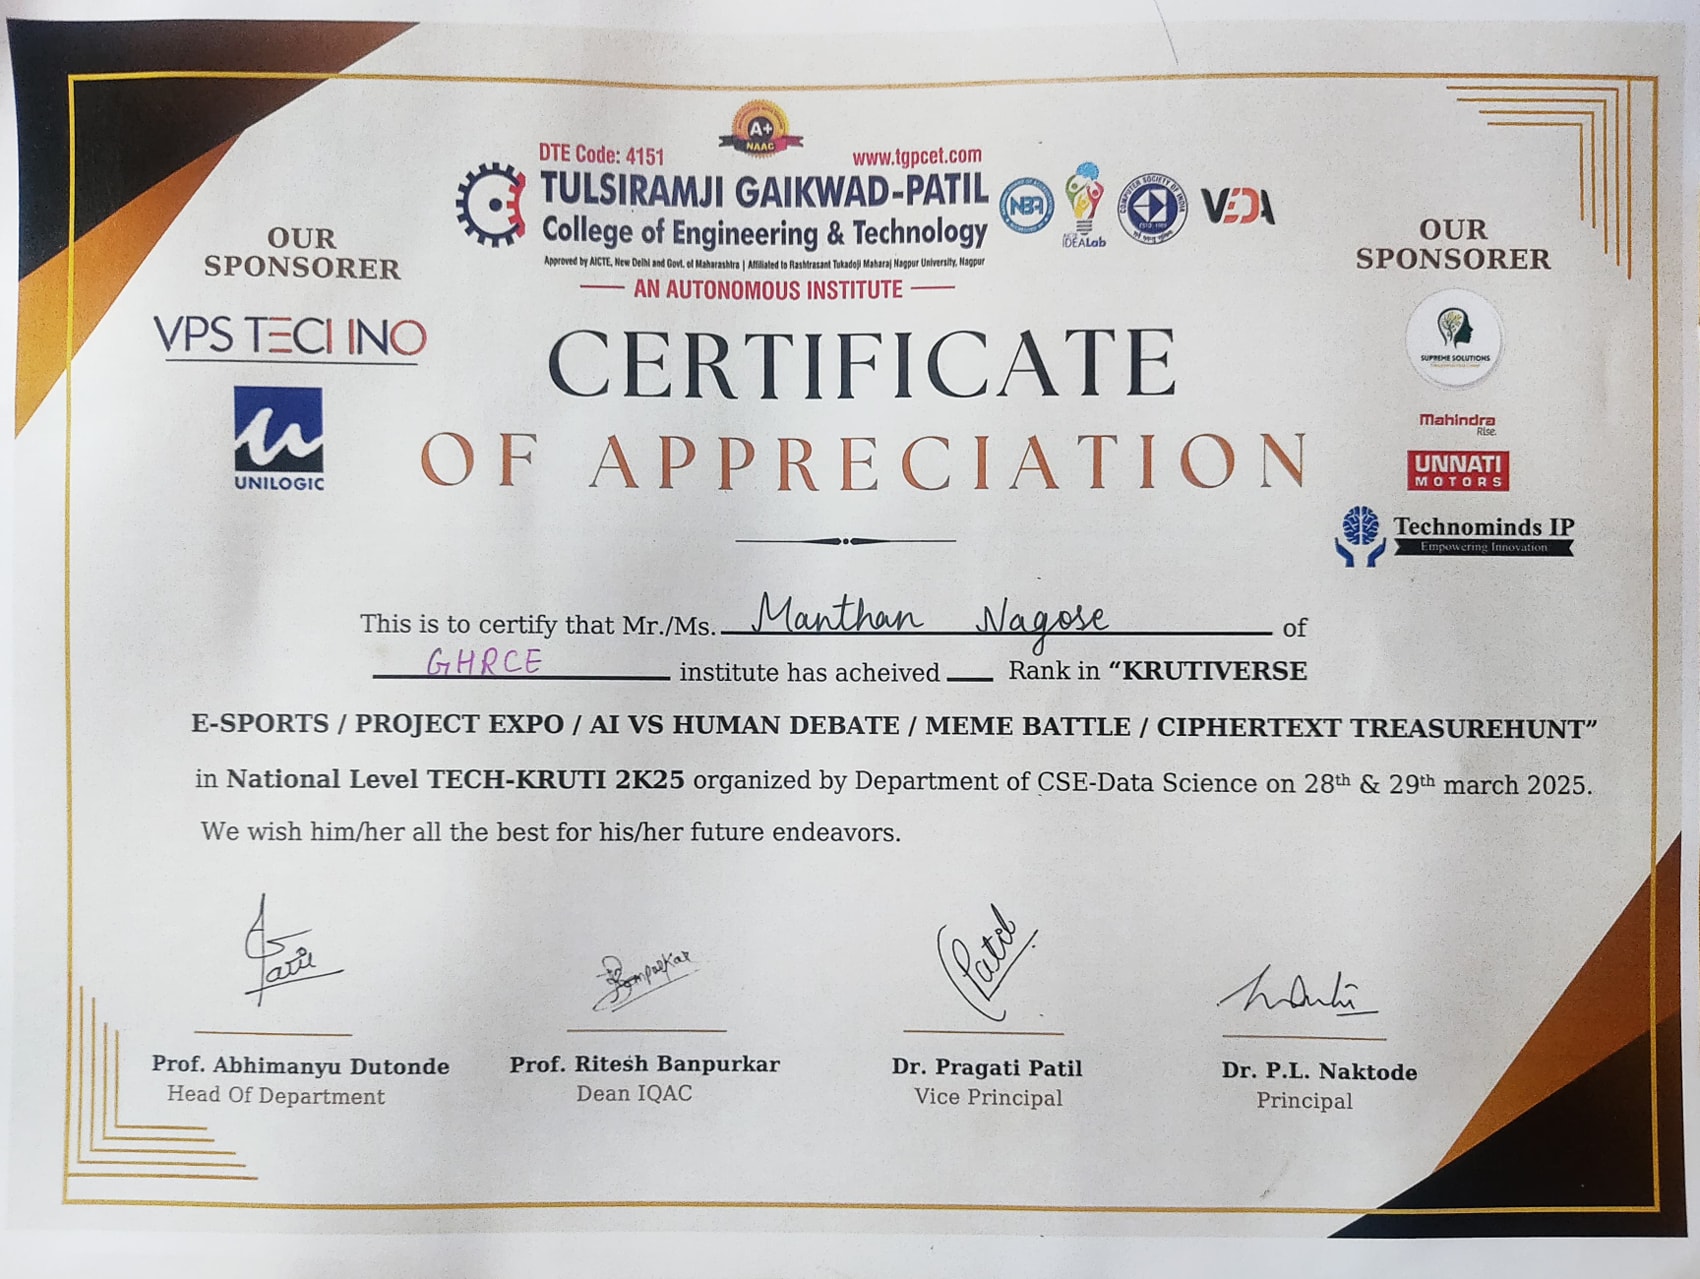 A+
NAAC
DTE Code: 4151
www.tgpcet.com
TULSIRAMJI GAIKWAD-PATIL
College of Engineering & Technology
Approved by AICTE, New Delhi and Govt. of Maharashtra | Affiliated to Rashtrasant Tukadoji Maharaj Nagpur University, Nagpur
AN AUTONOMOUS INSTITUTE
NBA
IDEALab
COMPUTER SOCIETY OF INDIA
VEDA
OUR
SPONSORER
VPS TECHNO
UNILOGIC
OUR
SPONSORER
SUPREME SOLUTIONS
Mahindra
Rise.
UNNATI
MOTORS
Technominds IP
Empowering Innovation
CERTIFICATE
OF APPRECIATION
This is to certify that Mr./Ms. Manthan Nagose of
GHRCE institute has acheived ___ Rank in “KRUTIVERSE
E-SPORTS / PROJECT EXPO / AI VS HUMAN DEBATE / MEME BATTLE / CIPHERTEXT TREASUREHUNT”
in National Level TECH-KRUTI 2K25 organized by Department of CSE-Data Science on 28th & 29th march 2025.
We wish him/her all the best for his/her future endeavors.
Patil
Prof. Abhimanyu Dutonde
Head Of Department
Prof. Ritesh Banpurkar
Dean IQAC
Dr. Pragati Patil
Vice Principal
Dr. P.L. Naktode
Principal